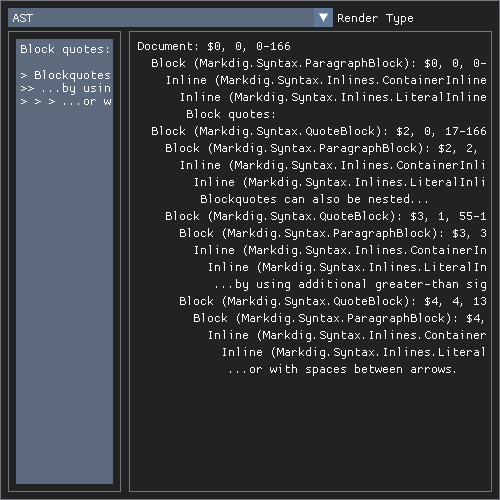 AST
Render Type
Block quotes:
> Blockquotes
>> ...by usin
> > > ...or w
Document: $0, 0, 0-166
Block (Markdig.Syntax.ParagraphBlock): $0, 0, 0-
Inline (Markdig.Syntax.Inlines.ContainerInline
Inline (Markdig.Syntax.Inlines.LiteralInline
Block quotes:
Block (Markdig.Syntax.QuoteBlock): $2, 0, 17-166
Block (Markdig.Syntax.ParagraphBlock): $2, 2,
Inline (Markdig.Syntax.Inlines.ContainerInli
Inline (Markdig.Syntax.Inlines.LiteralInli
Blockquotes can also be nested...
Block (Markdig.Syntax.QuoteBlock): $3, 1, 55-1
Block (Markdig.Syntax.ParagraphBlock): $3, 3
Inline (Markdig.Syntax.Inlines.ContainerIn
Inline (Markdig.Syntax.Inlines.LiteralIn
...by using additional greater-than sig
Block (Markdig.Syntax.QuoteBlock): $4, 4, 13
Block (Markdig.Syntax.ParagraphBlock): $4,
Inline (Markdig.Syntax.Inlines.Container
Inline (Markdig.Syntax.Inlines.Literal
...or with spaces between arrows.